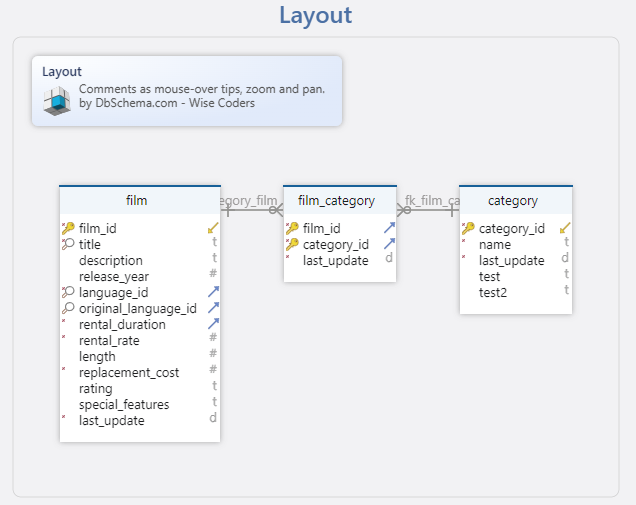 Layout
Layout
Comments as mouse-over tips, zoom and pan.
by DbSchema.com - Wise Coders
film
egory_film
film_category
fk_film_ca
category
film_id
title t
description t
release_year #
language_id
original_language_id
* rental_duration
* rental_rate #
length #
* replacement_cost #
rating t
special_features t
* last_update d
film_id
category_id
* last_update d
category_id
* name t
* last_update d
test t
test2 t